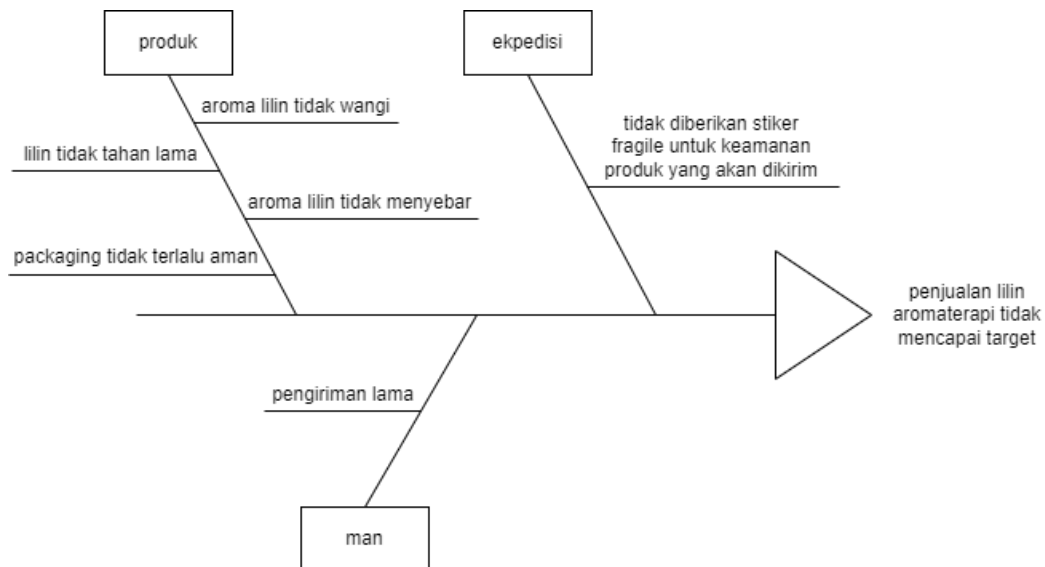 produk
ekpedisi
aroma lilin tidak wangi
lilin tidak tahan lama
aroma lilin tidak menyebar
packaging tidak terlalu aman
tidak diberikan stiker
fragile untuk keamanan
produk yang akan dikirim
penjualan lilin
aromaterapi tidak
mencapai target
pengiriman lama
man